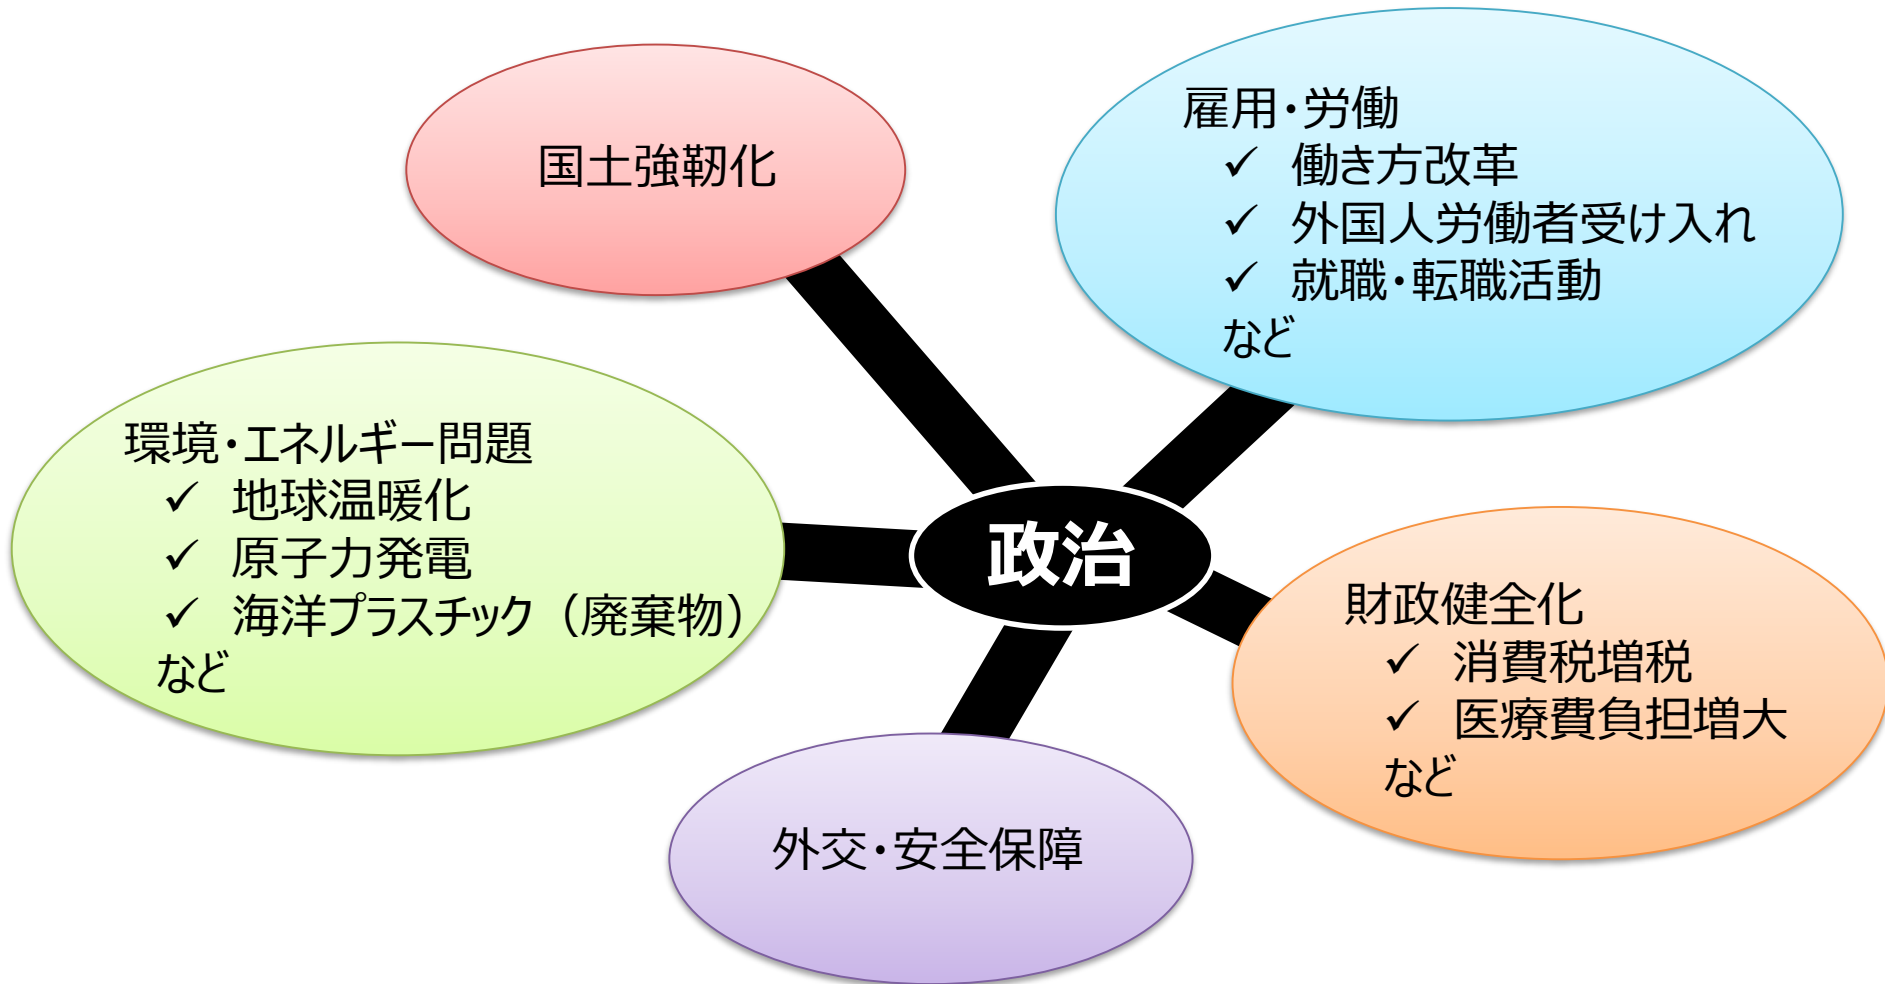 国土強靭化
雇用・労働
✓ 働き方改革
✓ 外国人労働者受け入れ
✓ 就職・転職活動
など
環境・エネルギー問題
✓ 地球温暖化
✓ 原子力発電
✓ 海洋プラスチック（廃棄物）
など
政治
財政健全化
✓ 消費税増税
✓ 医療費負担増大
など
外交・安全保障